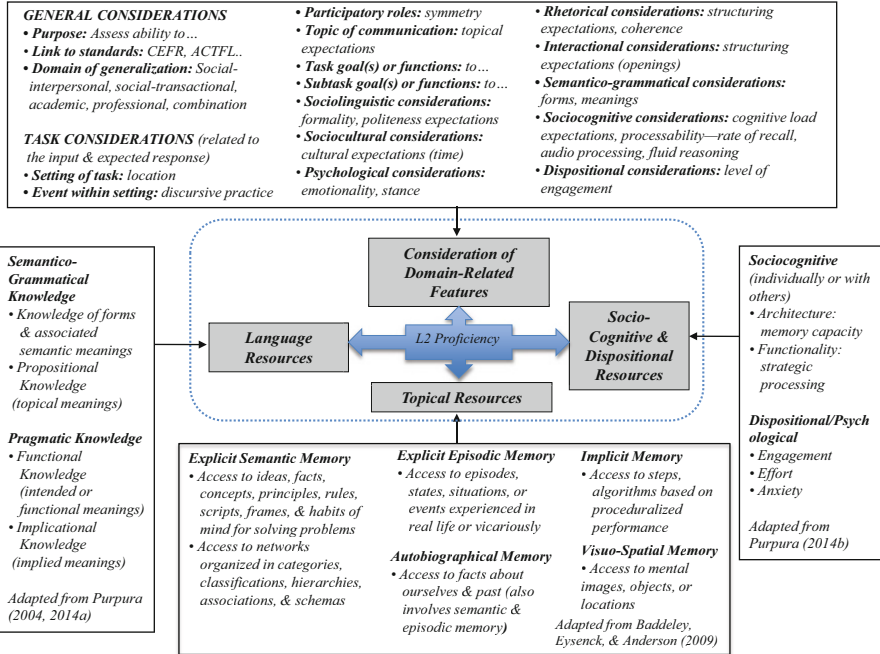 GENERAL CONSIDERATIONS
• Purpose: Assess ability to…
• Link to standards: CEFR, ACTFL..
• Domain of generalization: Social-
interpersonal, social-transactional,
academic, professional, combination
TASK CONSIDERATIONS (related to
the input & expected response)
• Setting of task: location
• Event within setting: discursive practice
• Participatory roles: symmetry
• Topic of communication: topical
expectations
• Task goal(s) or functions: to…
• Subtask goal(s) or functions: to…
• Sociolinguistic considerations:
formality, politeness expectations
• Sociocultural considerations:
cultural expectations (time)
• Psychological considerations:
emotionality, stance
• Rhetorical considerations: structuring
expectations, coherence
• Interactional considerations: structuring
expectations (openings)
• Semantico-grammatical considerations:
forms, meanings
• Sociocognitive considerations: cognitive load
expectations, processability—rate of recall,
audio processing, fluid reasoning
• Dispositional considerations: level of
engagement
Semantico-
Grammatical
Knowledge
• Knowledge of forms
& associated
semantic meanings
• Propositional
Knowledge
(topical meanings)
Pragmatic Knowledge
• Functional
Knowledge
(intended or
functional meanings)
• Implicational
Knowledge
(implied meanings)
Adapted from Purpura
(2004, 2014a)
Consideration of
Domain-Related
Features
Language
Resources
L2 Proficiency
Socio-
Cognitive &
Dispositional
Resources
Topical Resources
Sociocognitive
(individually or with
others)
• Architecture:
memory capacity
• Functionality:
strategic
processing
Dispositional/Psych
ological
• Engagement
• Effort
• Anxiety
Adapted from
Purpura (2014b)
Explicit Semantic Memory
• Access to ideas, facts,
concepts, principles, rules,
scripts, frames, & habits of
mind for solving problems
• Access to networks
organized in categories,
classifications, hierarchies,
associations, & schemas
Explicit Episodic Memory
• Access to episodes,
states, situations, or
events experienced in
real life or vicariously
Autobiographical Memory
• Access to facts about
ourselves & past (also
involves semantic &
episodic memory)
Implicit Memory
• Access to steps,
algorithms based on
proceduralized
performance
Visuo-Spatial Memory
• Access to mental
images, objects, or
locations
Adapted from Baddeley,
Eysenck, & Anderson (2009)